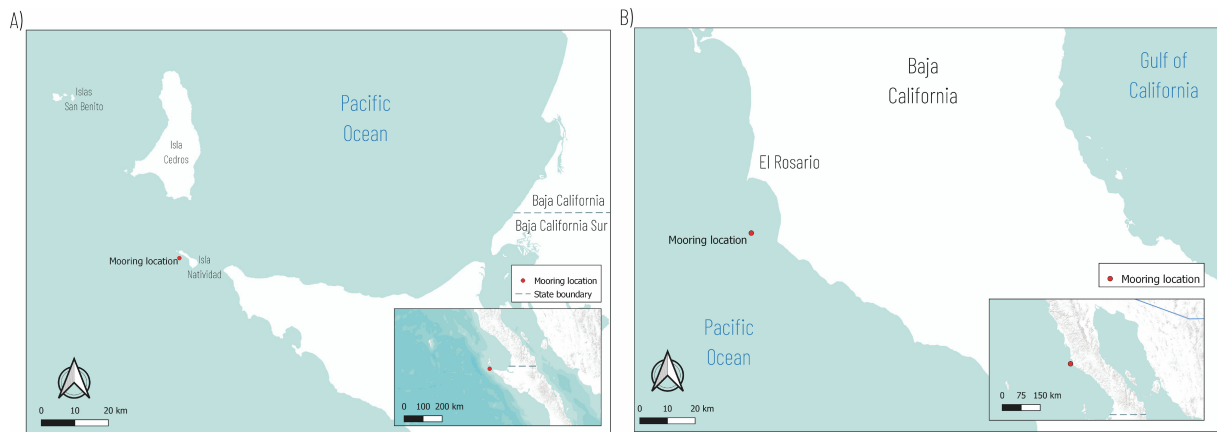 A)
Islas
San Benito
Isla
Cedros
Pacific
Ocean
Baja California
Baja California Sur
Mooring location
Isla
Natividad
Mooring location
State boundary
0 10 20 km
0 100 200 km
B)
Baja
California
Gulf of
California
El Rosario
Mooring location
Mooring location
Pacific
Ocean
0 10 20 km
0 75 150 km